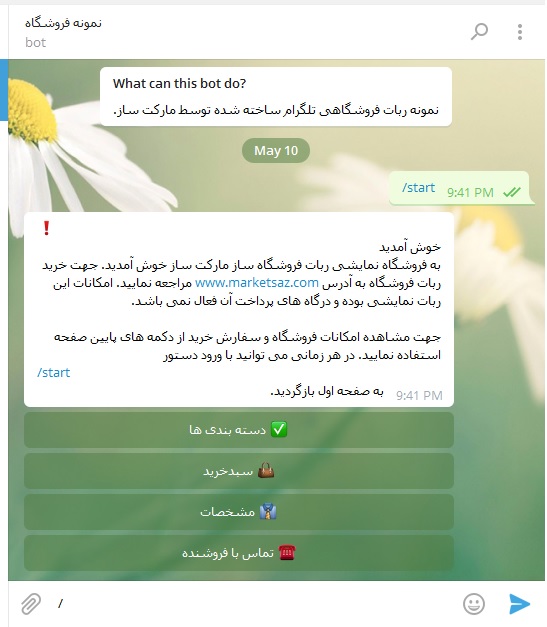 نمونه فروشگاه
bot
What can this bot do?
نمونه ربات فروشگاهی تلگرام ساخته شده توسط مارکت ساز.
May 10
/start 9:41 PM
خوش آمدید
به فروشگاه نمایشی ربات فروشگاه ساز مارکت ساز خوش آمدید. جهت خرید
ربات فروشگاه به آدرس www.marketsaz.com مراجعه نمایید. امکانات این
ربات نمایشی بوده و درگاه های پرداخت آن فعال نمی باشد.
جهت مشاهده امکانات فروشگاه و سفارش خرید از دکمه های پایین صفحه
استفاده نمایید. در هر زمانی می توانید با ورود دستور
/start
به صفحه اول بازگردید. 9:41 PM
دسته بندی ها
سبدخرید
مشخصات
تماس با فروشنده
/